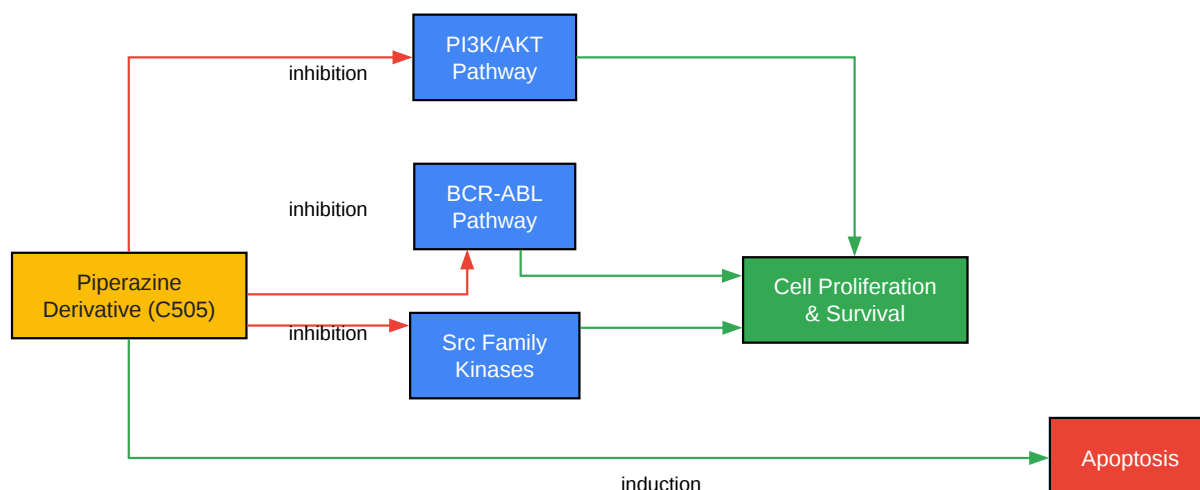 PI3K/AKT
Pathway
inhibition
BCR-ABL
Pathway
inhibition
Piperazine
Derivative (C505)
Cell Proliferation
& Survival
inhibition
Src Family
Kinases
Apoptosis
induction